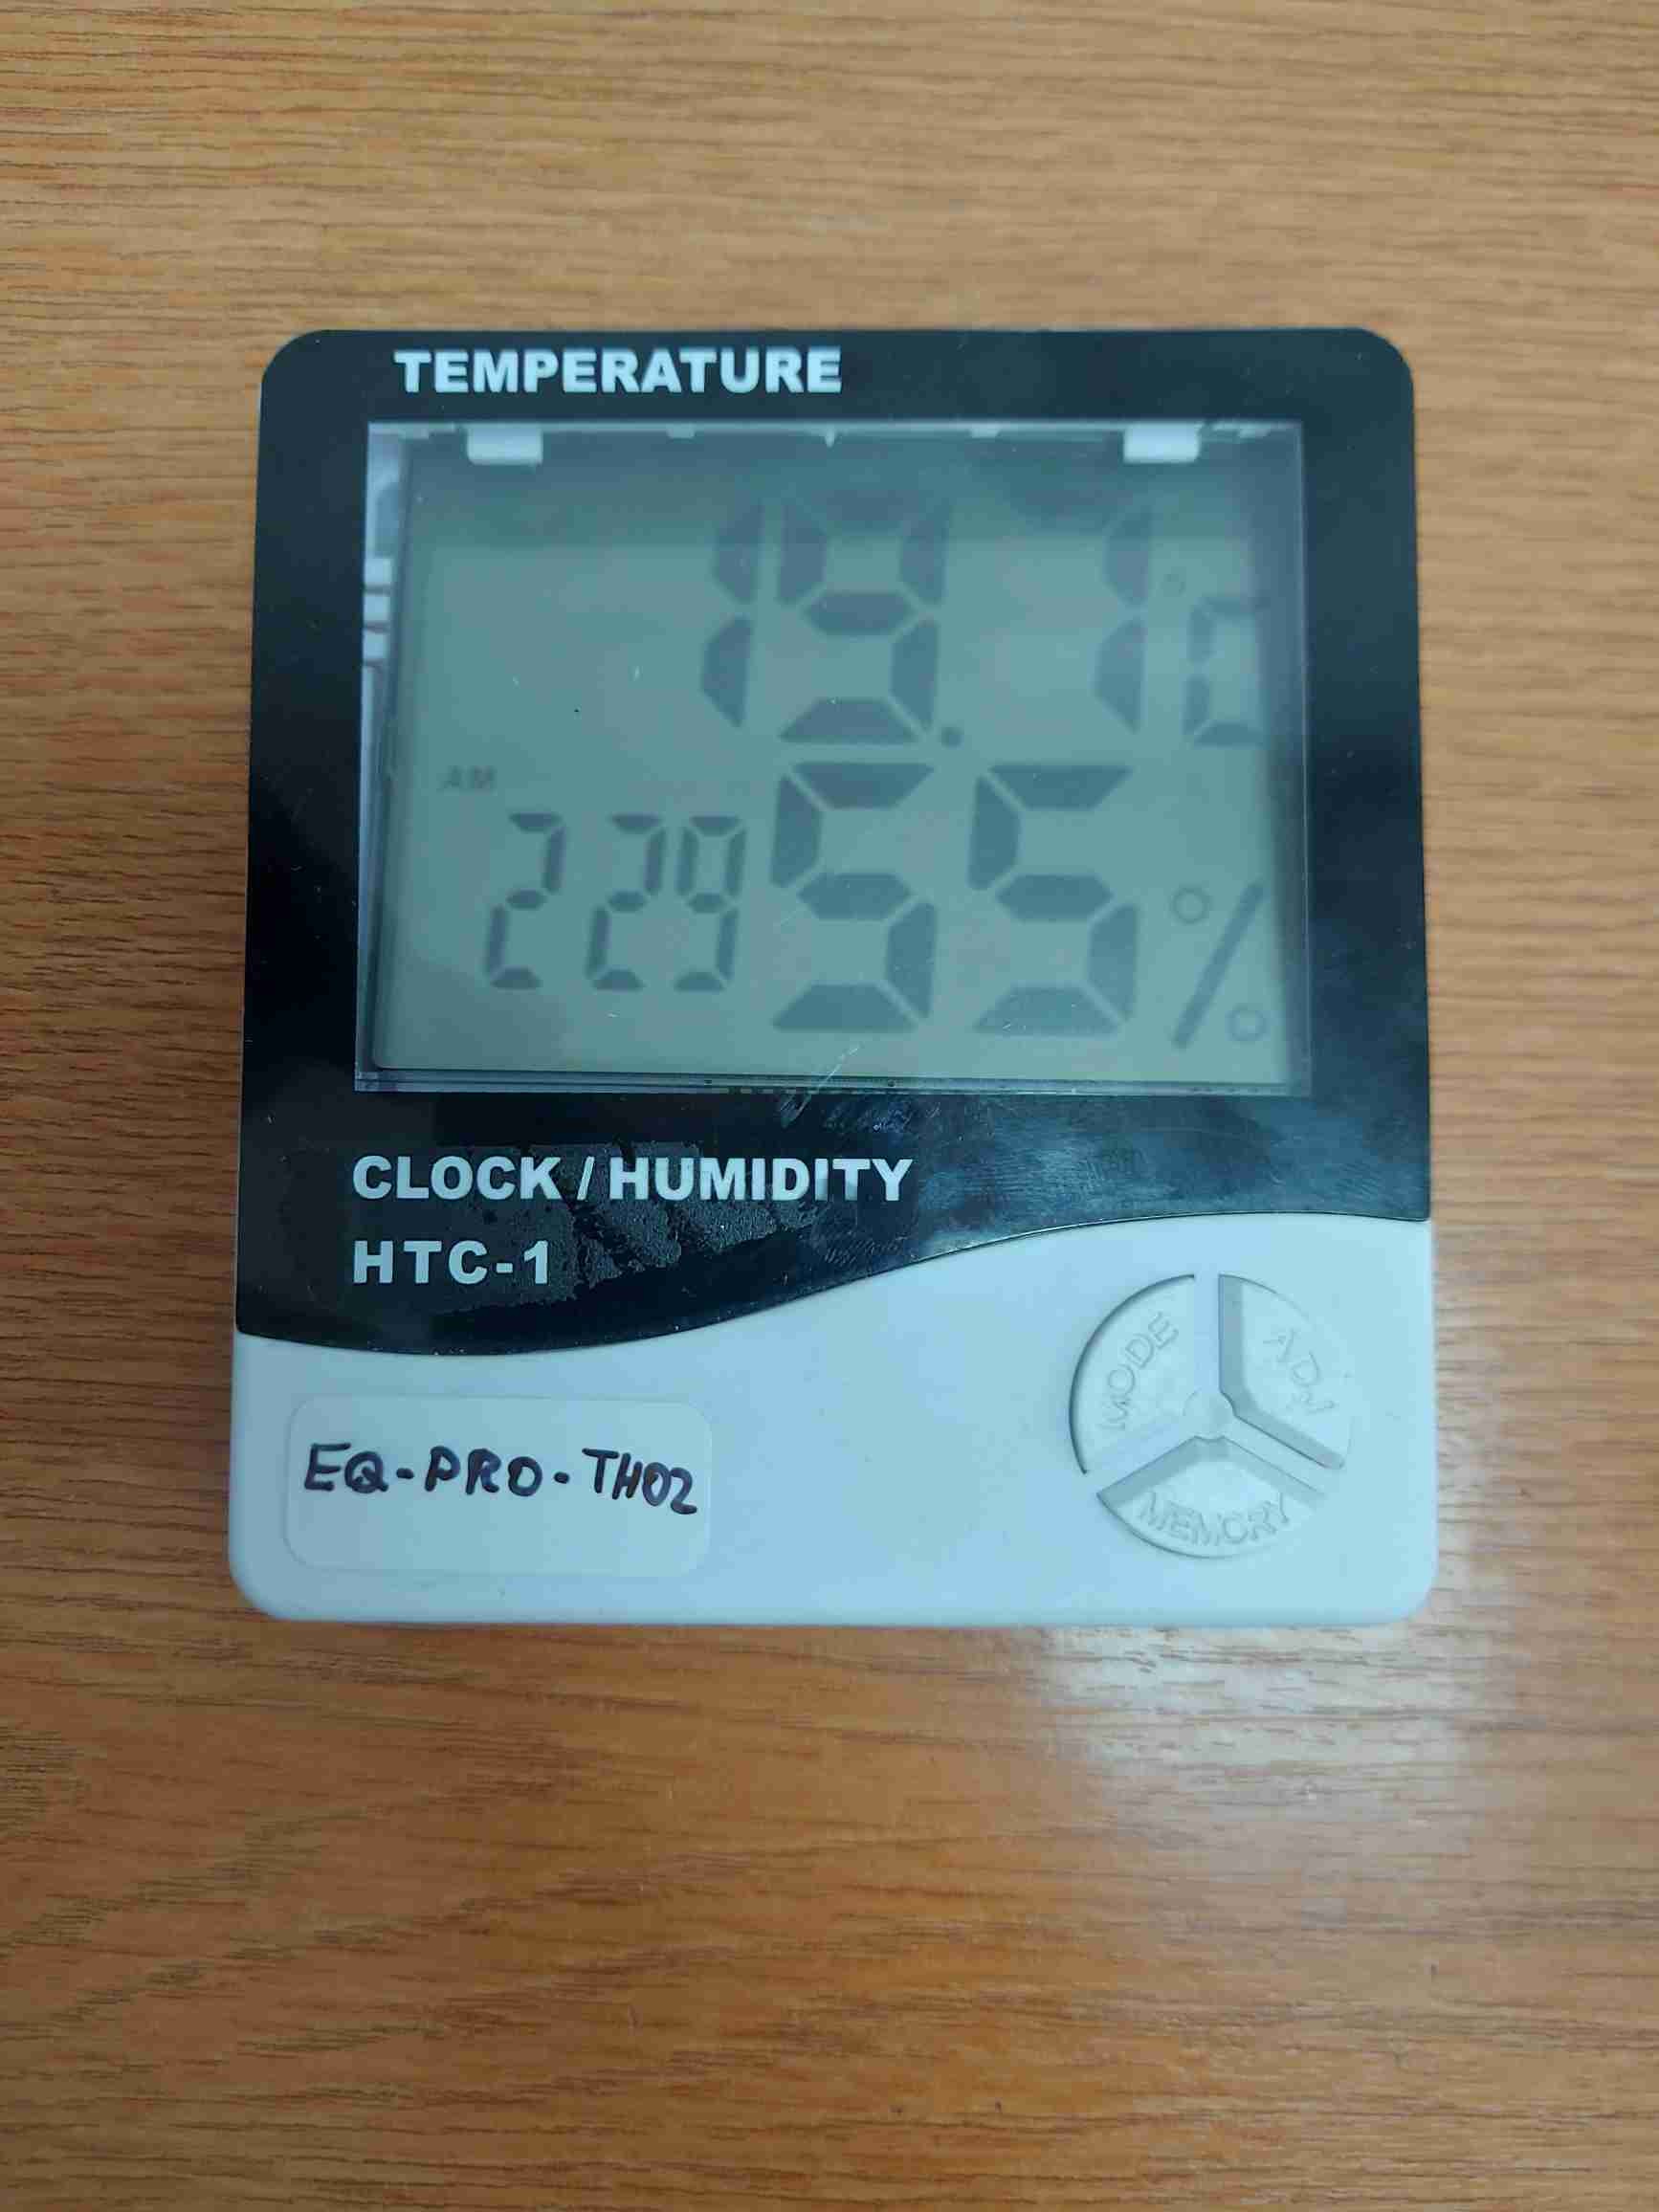 TEMPERATURE
19.1 °C
AM
2 29 55 %
CLOCK / HUMIDITY
HTC-1
MODE
ADJ
MEMORY
EQ-PRO-TH02